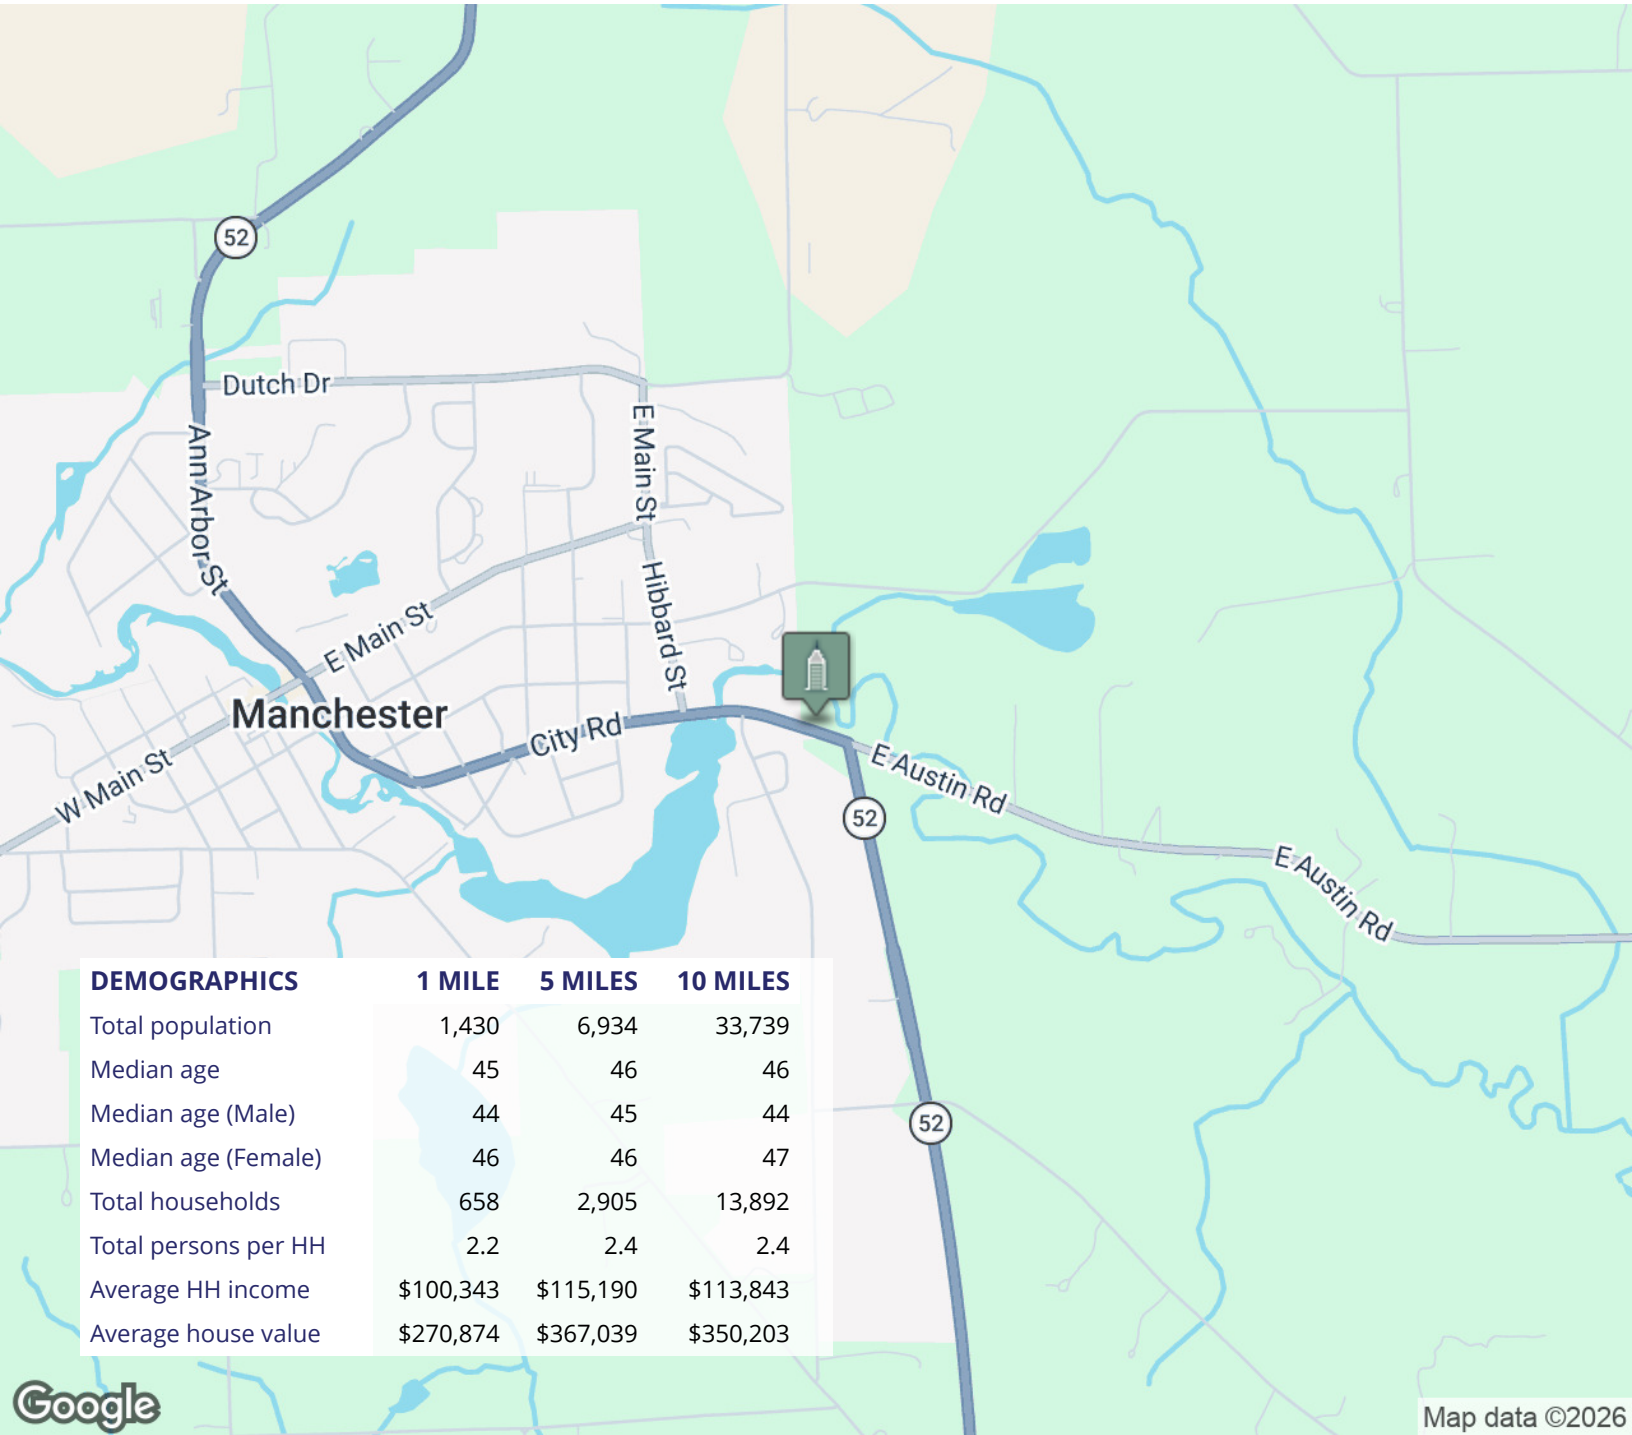 52
Dutch Dr
E Main St
Ann Arbor St
Hibbard St
E Main St
Manchester
City Rd
W Main St
E Austin Rd
52
E Austin Rd
DEMOGRAPHICS 1 MILE 5 MILES 10 MILES
Total population 1,430 6,934 33,739
Median age 45 46 46
Median age (Male) 44 45 44
Median age (Female) 46 46 47
Total households 658 2,905 13,892
Total persons per HH 2.2 2.4 2.4
Average HH income $100,343 $115,190 $113,843
Average house value $270,874 $367,039 $350,203
52
Google
Map data ©2026